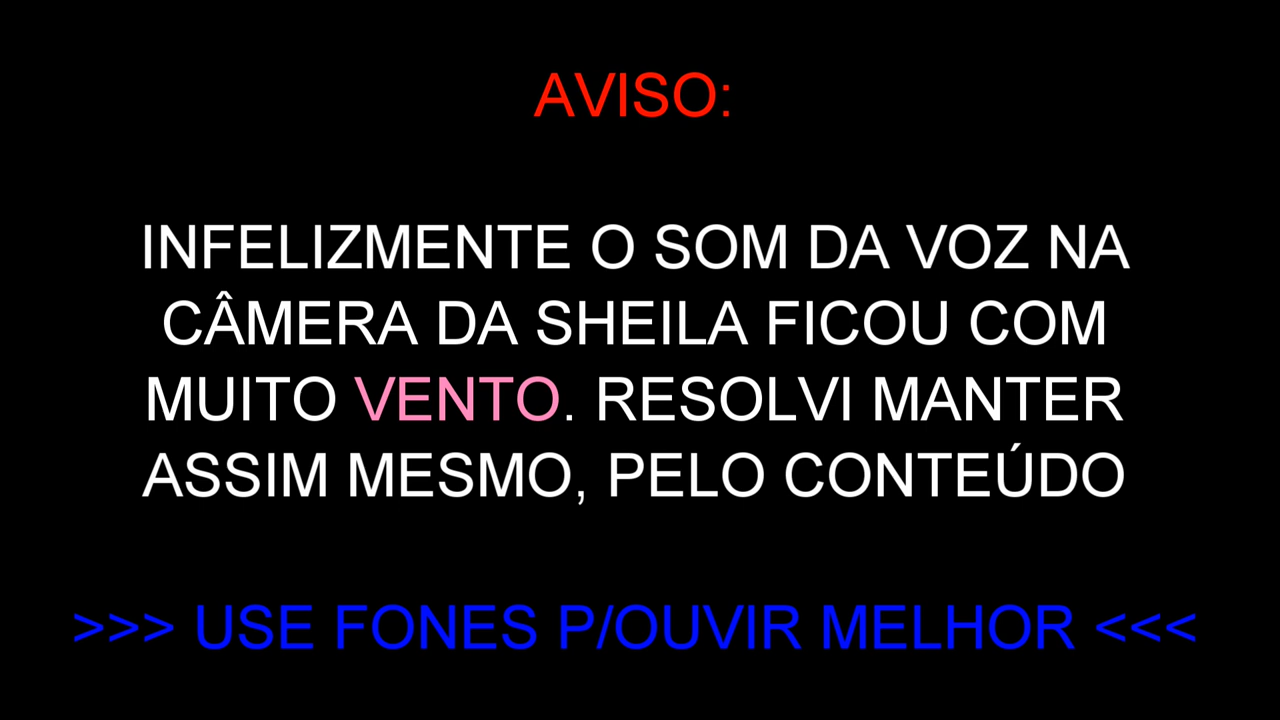 AVISO:
INFELIZMENTE O SOM DA VOZ NA
CÂMERA DA SHEILA FICOU COM
MUITO VENTO. RESOLVI MANTER
ASSIM MESMO, PELO CONTEÚDO
>>> USE FONES P/OUVIR MELHOR <<<